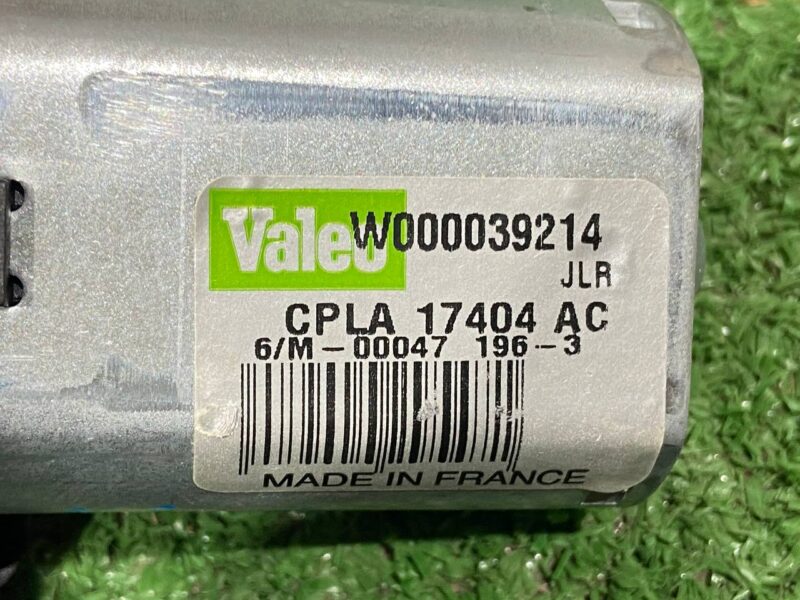 Valeo W000039214
JLR
CPLA 17404 AC
6/M-00047 196-3
MADE IN FRANCE